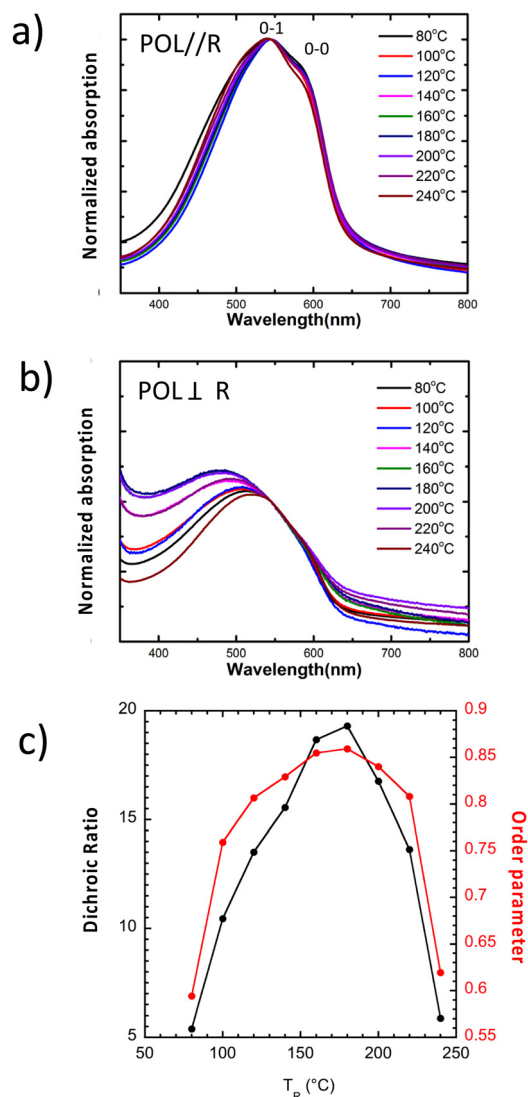 a)
POL//R
0-1
0-0
80°C
100°C
120°C
140°C
160°C
180°C
200°C
220°C
240°C
Normalized absorption
400 500 600 700 800
Wavelength(nm)
b)
POL⊥ R
80°C
100°C
120°C
140°C
160°C
180°C
200°C
220°C
240°C
Normalized absorption
400 500 600 700 800
Wavelength(nm)
c)
20
15
10
5
Dichroic Ratio
0.9
0.85
0.8
0.75
0.7
0.65
0.6
0.55
Order parameter
50 100 150 200 250
T_R (°C)